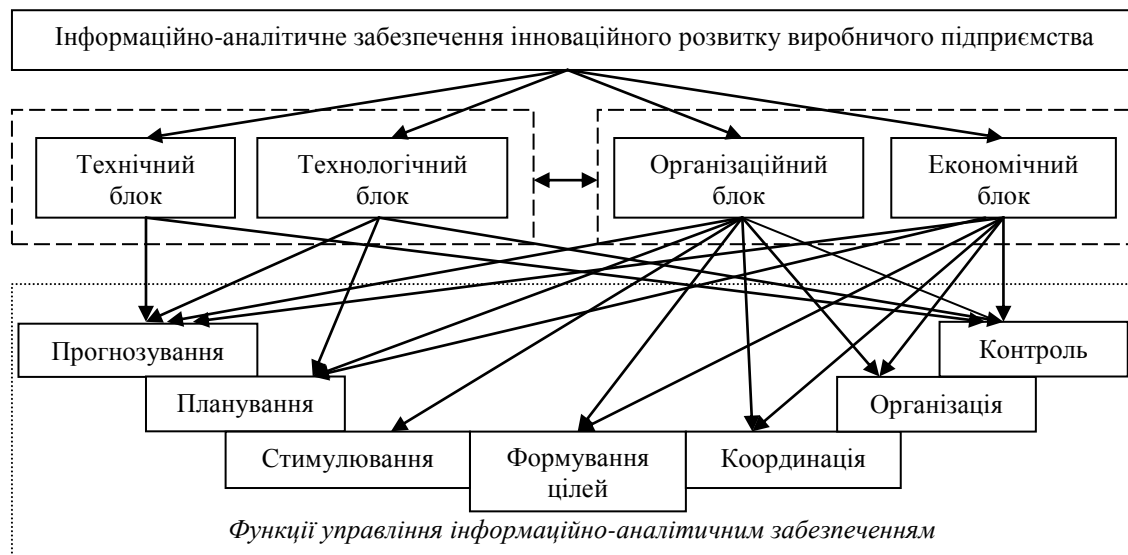 Інформаційно-аналітичне забезпечення інноваційного розвитку виробничого підприємства
Технічний
блок
Технологічний
блок
Організаційний
блок
Економічний
блок
Прогнозування
Контроль
Планування
Організація
Стимулювання
Формування
цілей
Координація
Функції управління інформаційно-аналітичним забезпеченням